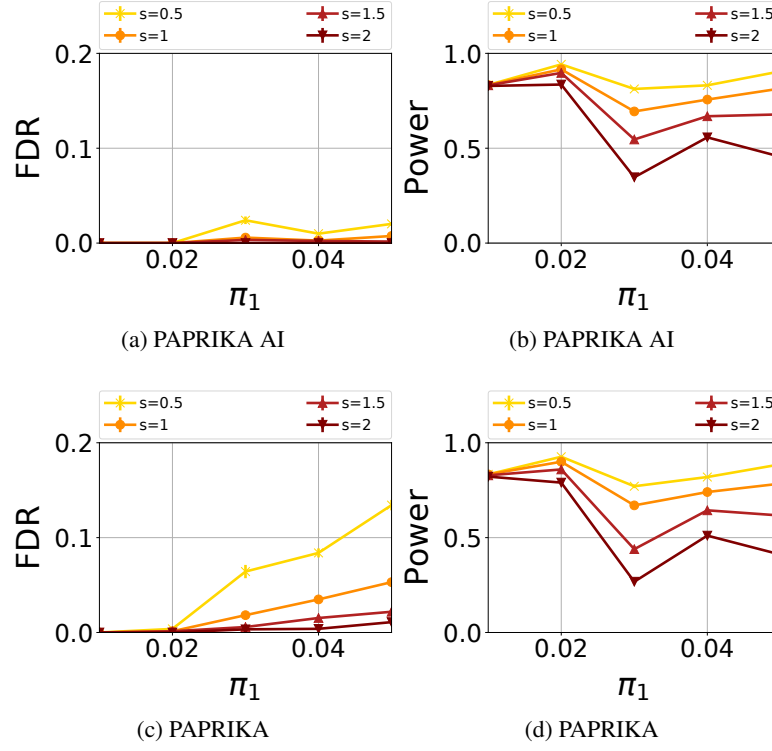 s=0.5 s=1.5
s=1 s=2
0.2
0.1
0.0
FDR
0.02 0.04
π1
(a) PAPRIKA AI
s=0.5 s=1.5
s=1 s=2
1.0
0.5
0.0
Power
0.02 0.04
π1
(b) PAPRIKA AI
s=0.5 s=1.5
s=1 s=2
0.2
0.1
0.0
FDR
0.02 0.04
π1
(c) PAPRIKA
s=0.5 s=1.5
s=1 s=2
1.0
0.5
0.0
Power
0.02 0.04
π1
(d) PAPRIKA